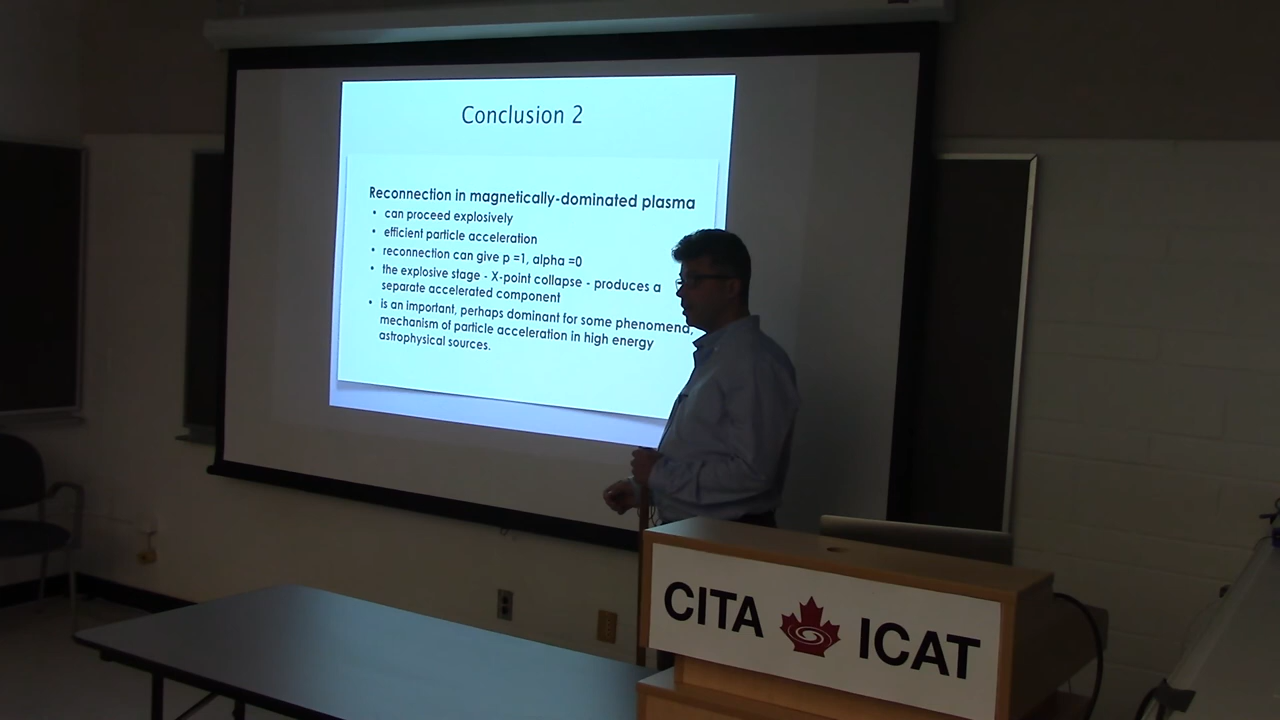 Conclusion 2
Reconnection in magnetically-dominated plasma
• can proceed explosively
• efficient particle acceleration
• reconnection can give p =1, alpha =0
• the explosive stage - X-point collapse - produces a
separate accelerated component
• is an important, perhaps dominant for some phenomena,
mechanism of particle acceleration in high energy
astrophysical sources.
CITA ICAT